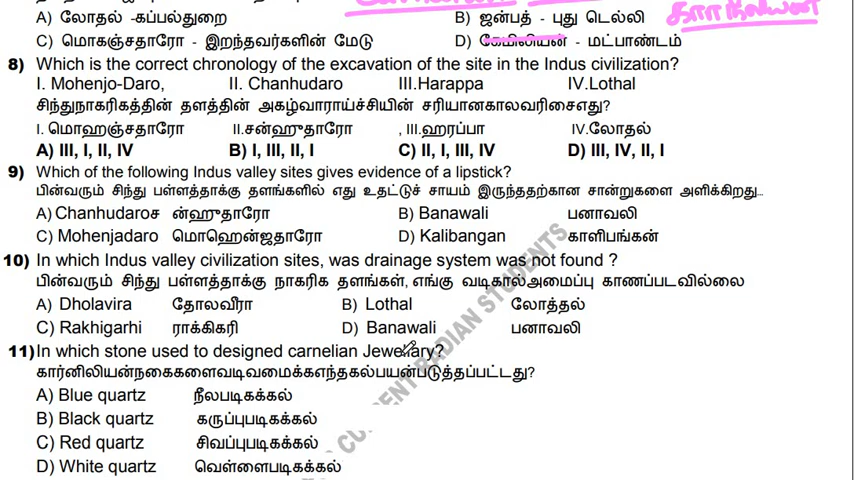 A) லோதல் -கப்பல்துறை B) ஜன்பத் - புது டெல்லி
C) மொகஞ்சதாரோ - இறந்தவர்களின் மேடு D) கேமிலியன் - மட்பாண்டம்
8) Which is the correct chronology of the excavation of the site in the Indus civilization?
I. Mohenjo-Daro, II. Chanhudaro III.Harappa IV.Lothal
சிந்துநாகரிகத்தின் தளத்தின் அகழ்வாராய்ச்சியின் சரியானகாலவரிசைஎது?
I. மொஹஞ்சதாரோ II.சன்ஹுதாரோ , III.ஹரப்பா IV.லோதல்
A) III, I, II, IV B) I, III, II, I C) II, I, III, IV D) III, IV, II, I
9) Which of the following Indus valley sites gives evidence of a lipstick?
பின்வரும் சிந்து பள்ளத்தாக்கு தளங்களில் எது உதட்டுச் சாயம் இருந்ததற்கான சான்றுகளை அளிக்கிறது...
A) Chanhudaroச ன்ஹுதாரோ B) Banawali பனாவலி
C) Mohenjadaro மொஹென்ஜதாரோ D) Kalibangan காளிபங்கன்
10) In which Indus valley civilization sites, was drainage system was not found ?
பின்வரும் சிந்து பள்ளத்தாக்கு நாகரிக தளங்கள், எங்கு வடிகால்அமைப்பு காணப்படவில்லை
A) Dholavira தோலவீரா B) Lothal லோத்தல்
C) Rakhigarhi ராக்கிகரி D) Banawali பனாவலி
11) In which stone used to designed carnelian Jewellary?
கார்னிலியன்நகைகளைவடிவமைக்கஎந்தகல்பயன்படுத்தப்பட்டது?
A) Blue quartz நீலபடிகக்கல்
B) Black quartz கருப்புபடிகக்கல்
C) Red quartz சிவப்புபடிகக்கல்
D) White quartz வெள்ளைபடிகக்கல்
RADIAN STUDENTS